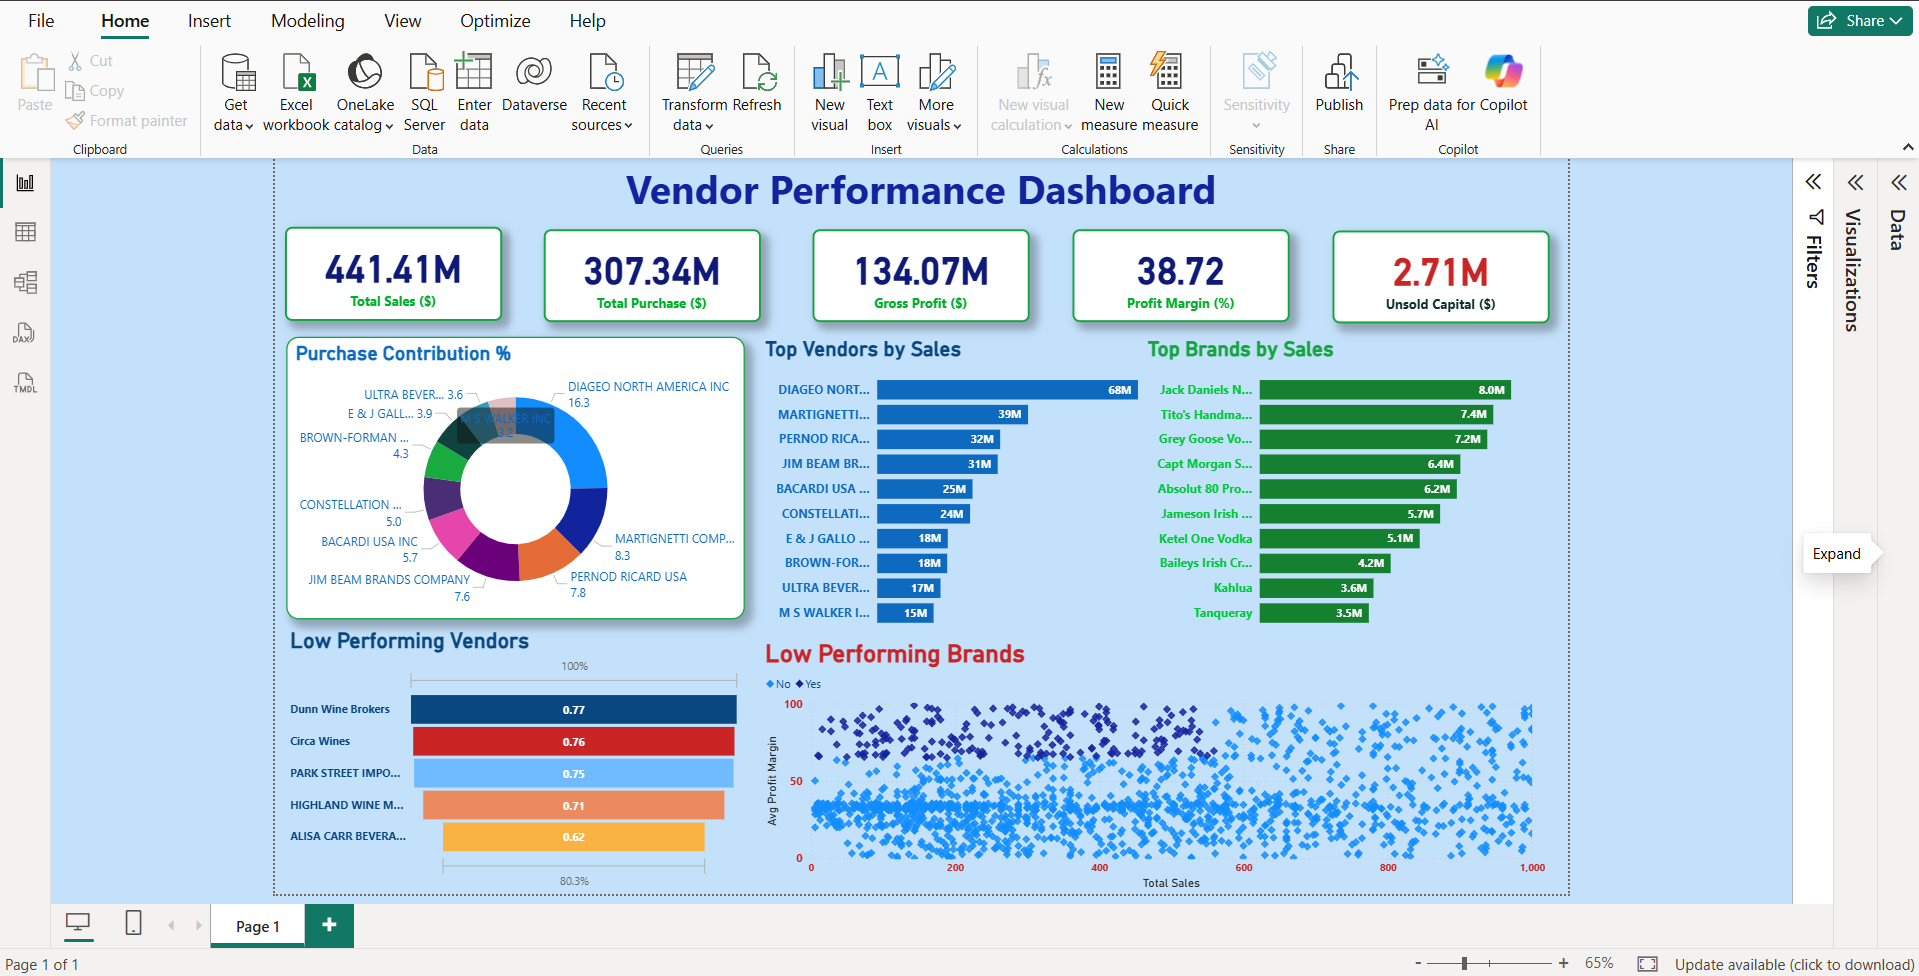 File Home Insert Modeling View Optimize Help
Share
Paste
Cut
Copy
Format painter
Clipboard
Get data
Excel workbook
OneLake catalog
SQL Server
Enter data
Dataverse
Recent sources
Data
Transform data
Refresh
Queries
New visual
Text box
More visuals
Insert
New visual calculation
New measure
Quick measure
Calculations
Sensitivity
Sensitivity
Publish
Share
Prep data for AI
Copilot
Copilot
DAX
TMDL
Vendor Performance Dashboard
441.41M
Total Sales ($)
307.34M
Total Purchase ($)
134.07M
Gross Profit ($)
38.72
Profit Margin (%)
2.71M
Unsold Capital ($)
Purchase Contribution %
DIAGEO NORTH AMERICA INC
16.3
MARTIGNETTI COMP...
8.3
PERNOD RICARD USA
7.8
JIM BEAM BRANDS COMPANY
7.6
BACARDI USA INC
5.7
CONSTELLATION ...
5.0
BROWN-FORMAN ...
4.3
E & J GALL... 3.9
ULTRA BEVER... 3.6
M S WALKER INC
3.2
Top Vendors by Sales
DIAGEO NORT... 68M
MARTIGNETTI... 39M
PERNOD RICA... 32M
JIM BEAM BR... 31M
BACARDI USA ... 25M
CONSTELLATI... 24M
E & J GALLO ... 18M
BROWN-FOR... 18M
ULTRA BEVER... 17M
M S WALKER I... 15M
Top Brands by Sales
Jack Daniels N... 8.0M
Tito's Handma... 7.4M
Grey Goose Vo... 7.2M
Capt Morgan S... 6.4M
Absolut 80 Pro... 6.2M
Jameson Irish ... 5.7M
Ketel One Vodka 5.1M
Baileys Irish Cr... 4.2M
Kahlua 3.6M
Tanqueray 3.5M
Low Performing Vendors
100%
Dunn Wine Brokers 0.77
Circa Wines 0.76
PARK STREET IMPO... 0.75
HIGHLAND WINE M... 0.71
ALISA CARR BEVERA... 0.62
80.3%
Low Performing Brands
No Yes
Avg Profit Margin
100
50
0
0 200 400 600 800 1,000
Total Sales
Filters
Visualizations
Data
Expand
Page 1
+
Page 1 of 1
- + 65%
Update available (click to download)